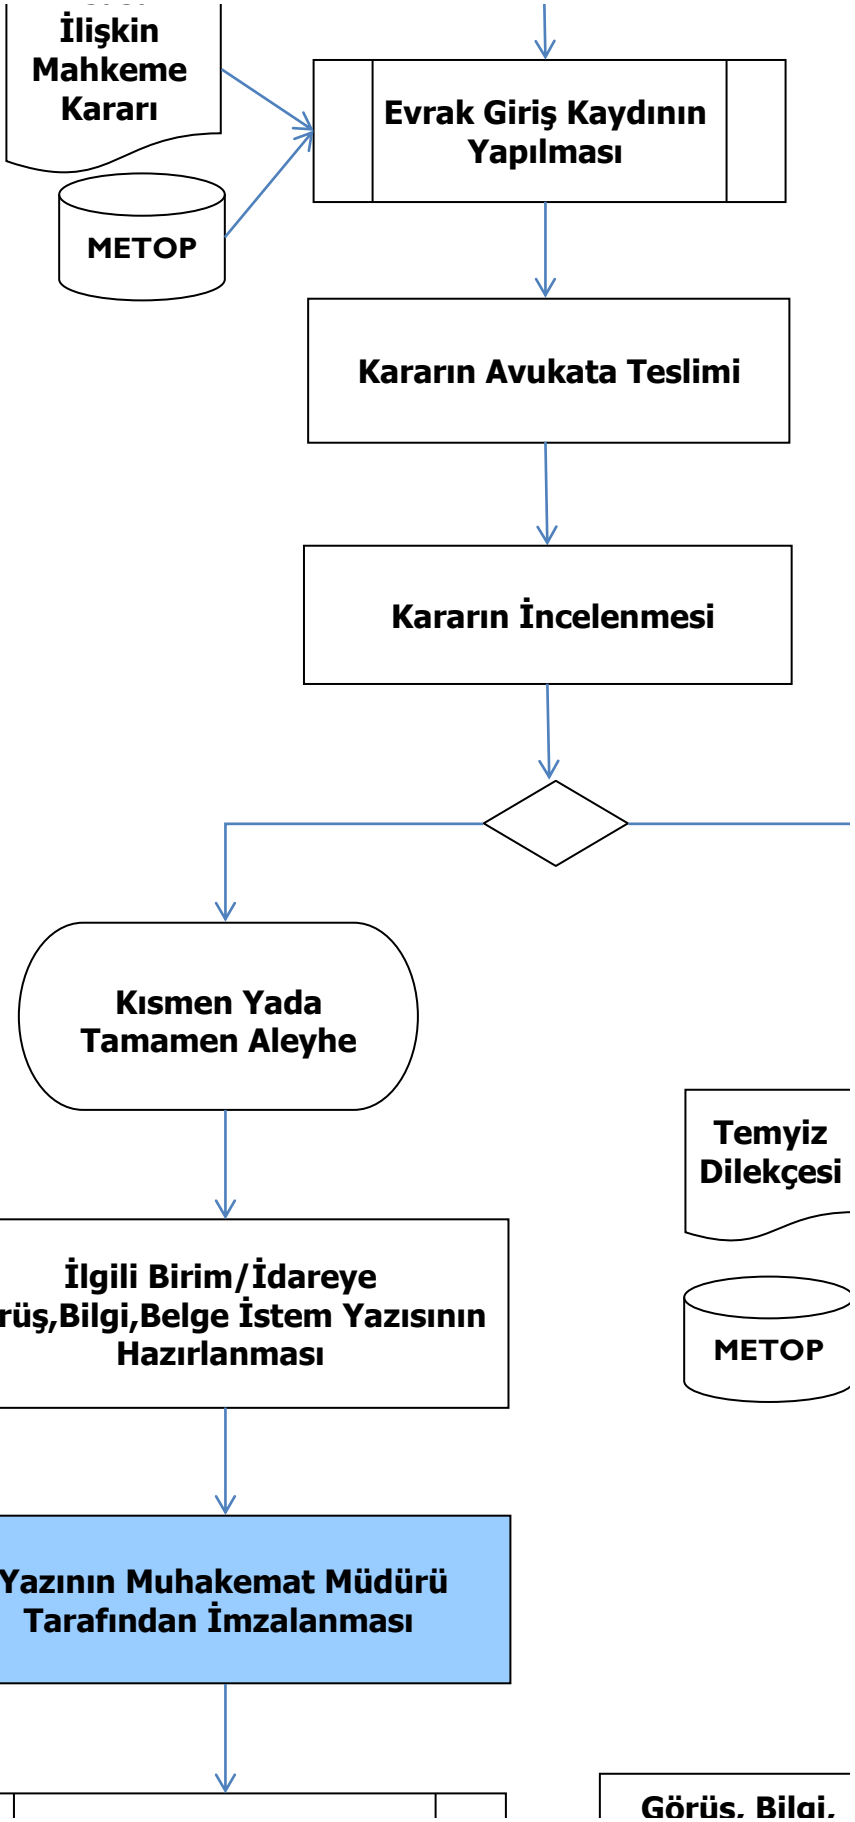 İlişkin
Mahkeme
Kararı
Evrak Giriş Kaydının
Yapılması
METOP
Kararın Avukata Teslimi
Kararın İncelenmesi
Kısmen Yada
Tamamen Aleyhe
Temyiz
Dilekçesi
İlgili Birim/İdareye
rüş,Bilgi,Belge İstem Yazısının
Hazırlanması
METOP
Yazının Muhakemat Müdürü
Tarafından İmzalanması
Görüş, Bilgi,